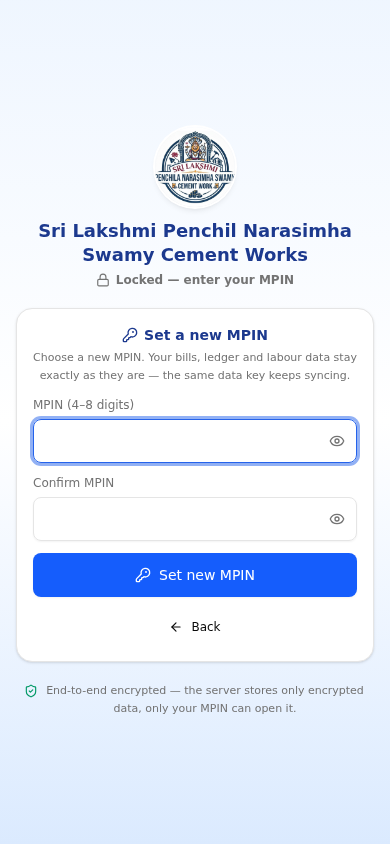 SRI LAKSHMI
PENCHILA NARASIMHA SWAMY
CEMENT WORK
Sri Lakshmi Penchil Narasimha
Swamy Cement Works
Locked — enter your MPIN
Set a new MPIN
Choose a new MPIN. Your bills, ledger and labour data stay
exactly as they are — the same data key keeps syncing.
MPIN (4–8 digits)
Confirm MPIN
Set new MPIN
Back
End-to-end encrypted — the server stores only encrypted
data, only your MPIN can open it.